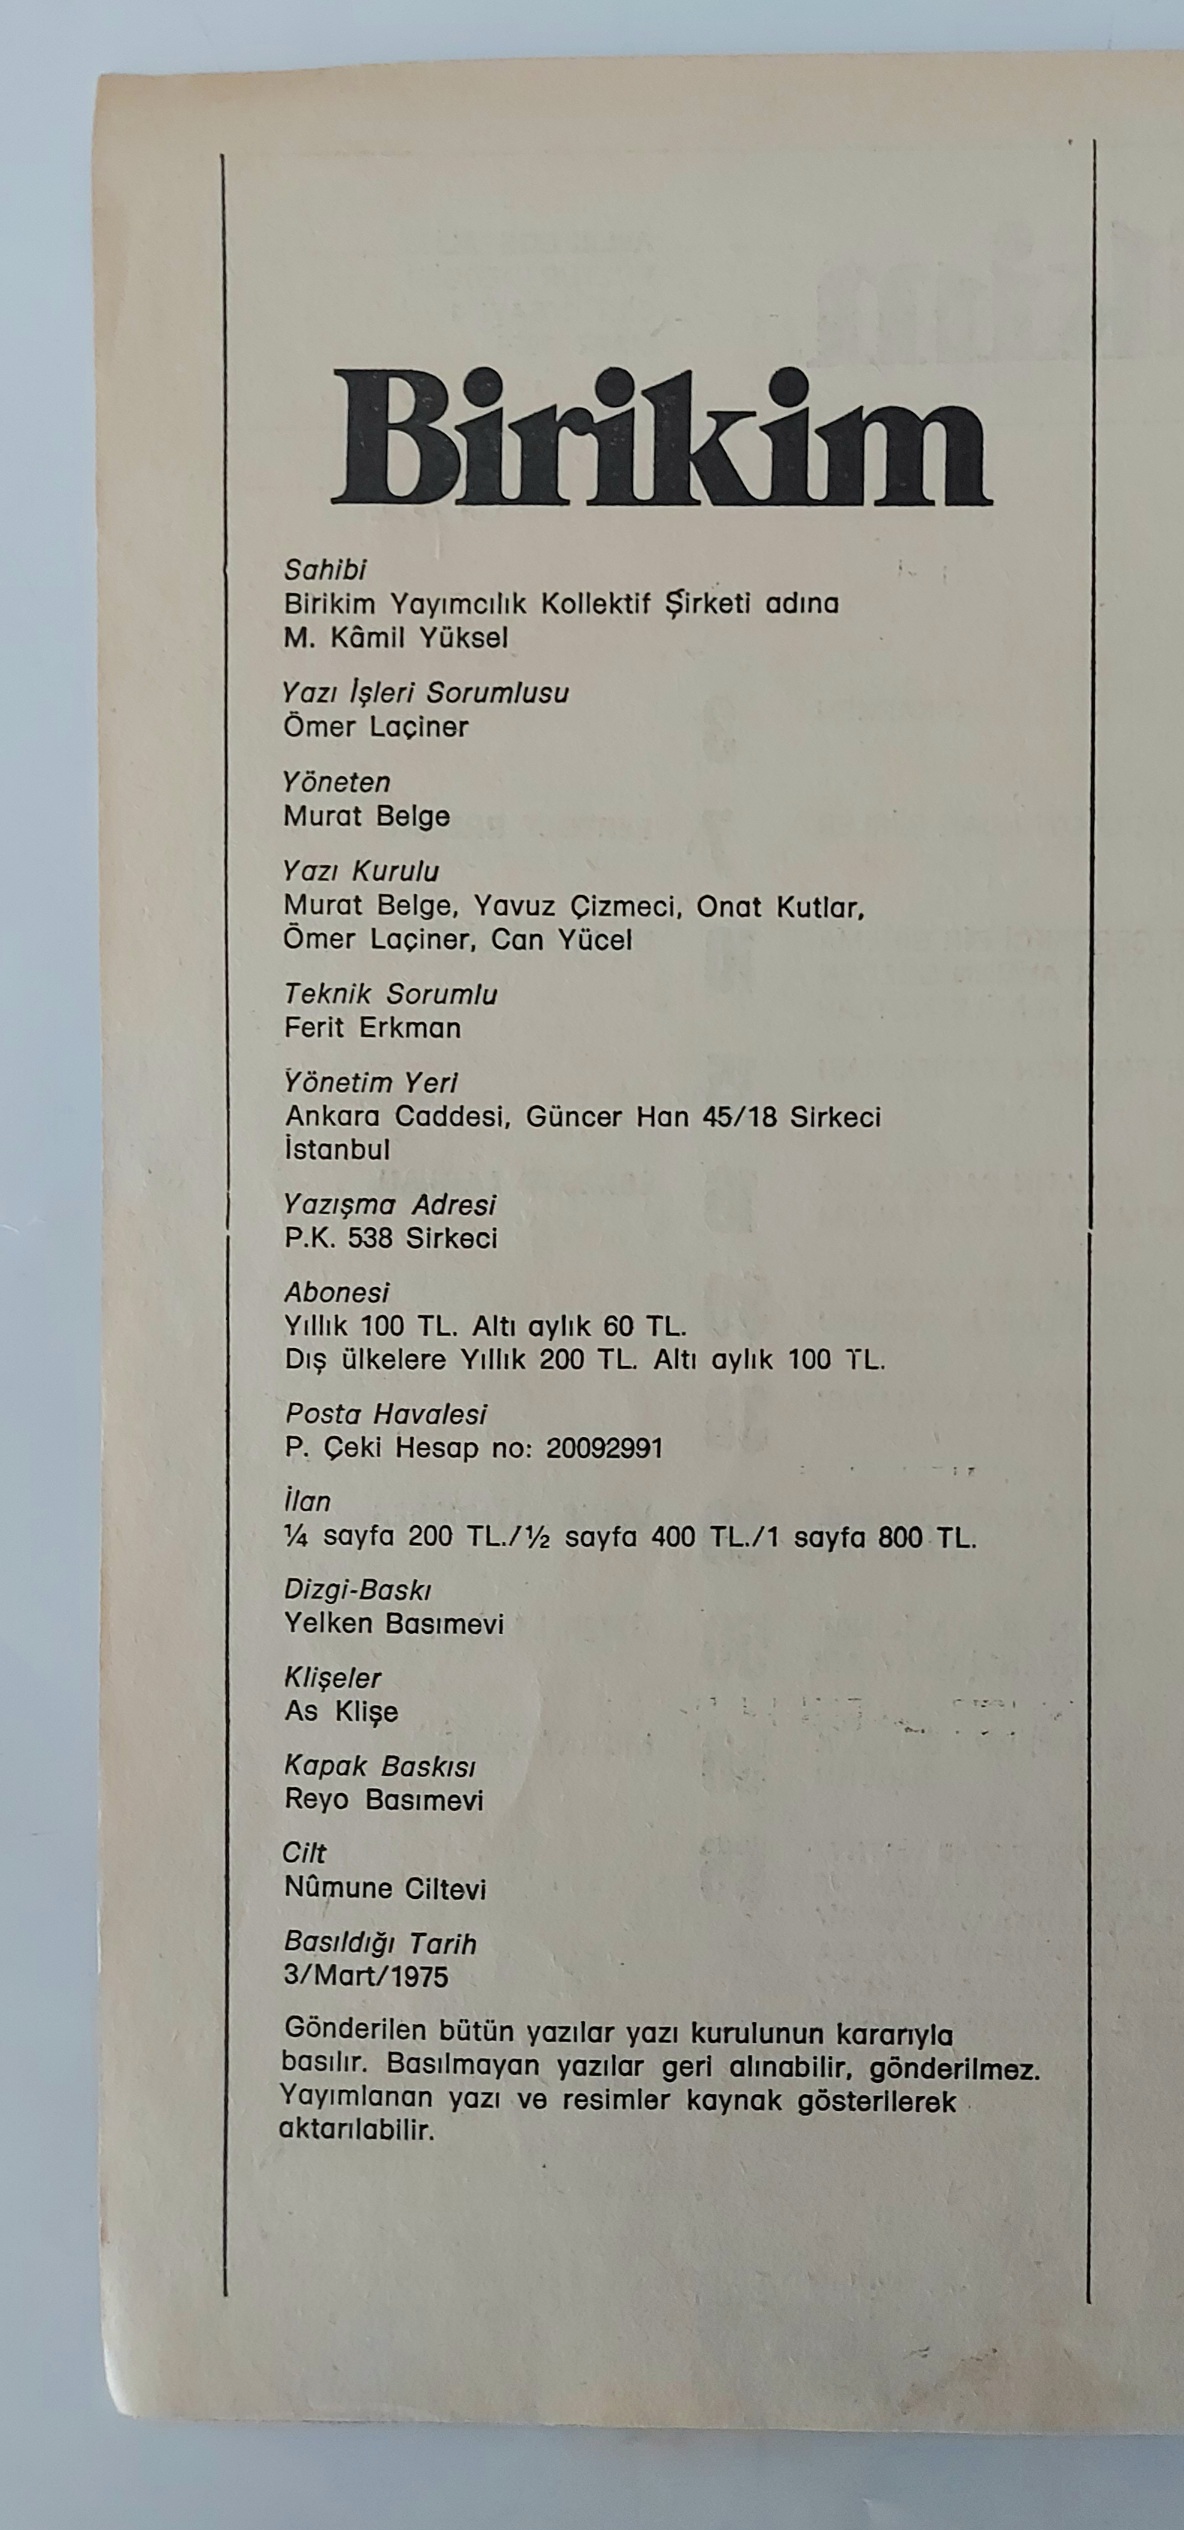 Birikim
Sahibi
Birikim Yayımcılık Kollektif Şirketi adına
M. Kâmil Yüksel
Yazı İşleri Sorumlusu
Ömer Laçiner
Yöneten
Murat Belge
Yazı Kurulu
Murat Belge, Yavuz Çizmeci, Onat Kutlar,
Ömer Laçiner, Can Yücel
Teknik Sorumlu
Ferit Erkman
Yönetim Yeri
Ankara Caddesi, Güncer Han 45/18 Sirkeci
İstanbul
Yazışma Adresi
P.K. 538 Sirkeci
Abonesi
Yıllık 100 TL. Altı aylık 60 TL.
Dış ülkelere Yıllık 200 TL. Altı aylık 100 TL.
Posta Havalesi
P. Çeki Hesap no: 20092991
İlan
¼ sayfa 200 TL./½ sayfa 400 TL./1 sayfa 800 TL.
Dizgi-Baskı
Yelken Basımevi
Klişeler
As Klişe
Kapak Baskısı
Reyo Basımevi
Cilt
Nûmune Ciltevi
Basıldığı Tarih
3/Mart/1975
Gönderilen bütün yazılar yazı kurulunun kararıyla
basılır. Basılmayan yazılar geri alınabilir, gönderilmez.
Yayımlanan yazı ve resimler kaynak gösterilerek
aktarılabilir.